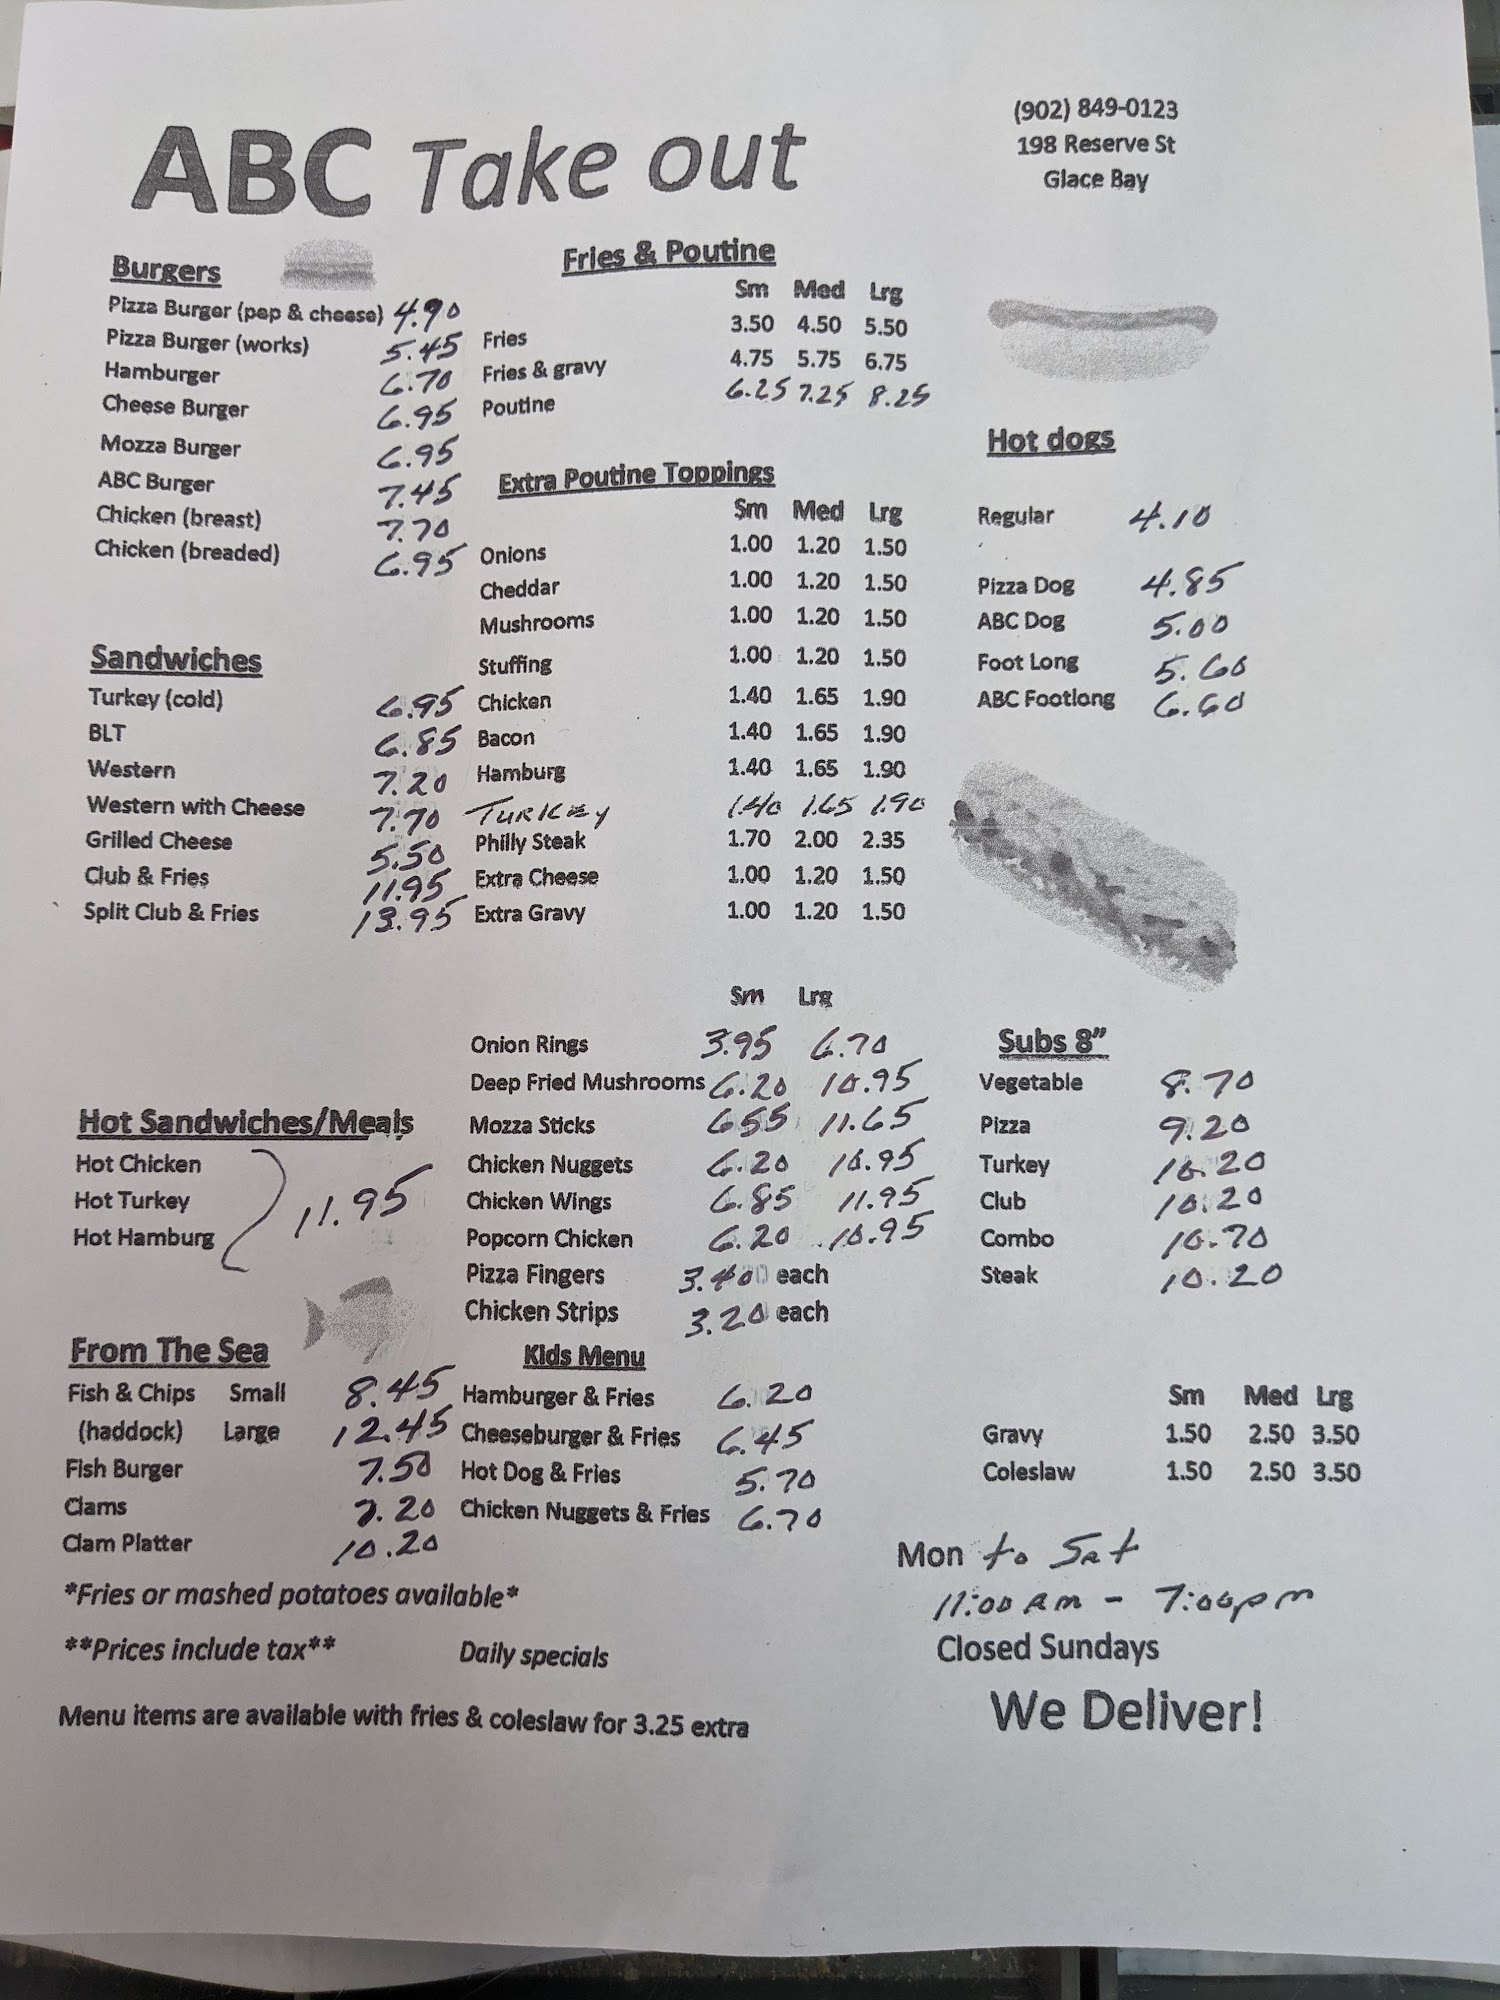 ABC Take out
(902) 849-0123
198 Reserve St
Glace Bay
Burgers
Pizza Burger (pep & cheese) 4.90
Pizza Burger (works) 5.45
Hamburger 6.70
Cheese Burger 6.95
Mozza Burger 6.95
ABC Burger 7.45
Chicken (breast) 7.70
Chicken (breaded) 6.95
Sandwiches
Turkey (cold) 6.95
BLT 6.85
Western 7.20
Western with Cheese 7.70
Grilled Cheese 5.50
Club & Fries 11.95
Split Club & Fries 13.95
Hot Sandwiches/Meals
Hot Chicken
Hot Turkey 11.95
Hot Hamburg
From The Sea
Fish & Chips Small 8.45
(haddock) Large 12.45
Fish Burger 7.50
Clams 7.20
Clam Platter 10.20
*Fries or mashed potatoes available*
**Prices include tax**
Daily specials
Menu items are available with fries & coleslaw for 3.25 extra
Fries & Poutine
Sm Med Lrg
Fries 3.50 4.50 5.50
Fries & gravy 4.75 5.75 6.75
Poutine 6.25 7.25 8.25
Extra Poutine Toppings
Sm Med Lrg
Onions 1.00 1.20 1.50
Cheddar 1.00 1.20 1.50
Mushrooms 1.00 1.20 1.50
Stuffing 1.00 1.20 1.50
Chicken 1.40 1.65 1.90
Bacon 1.40 1.65 1.90
Hamburg 1.40 1.65 1.90
TURKEY 1.40 1.65 1.90
Philly Steak 1.70 2.00 2.35
Extra Cheese 1.00 1.20 1.50
Extra Gravy 1.00 1.20 1.50
Sm Lrg
Onion Rings 3.95 6.70
Deep Fried Mushrooms 6.20 10.95
Mozza Sticks 6.55 11.65
Chicken Nuggets 6.20 10.95
Chicken Wings 6.85 11.95
Popcorn Chicken 6.20 10.95
Pizza Fingers 3.40 each
Chicken Strips 3.20 each
Kids Menu
Hamburger & Fries 6.20
Cheeseburger & Fries 6.45
Hot Dog & Fries 5.70
Chicken Nuggets & Fries 6.70
Hot dogs
Regular 4.10
Pizza Dog 4.85
ABC Dog 5.00
Foot Long 5.60
ABC Footlong 6.60
Subs 8"
Vegetable 8.70
Pizza 9.20
Turkey 10.20
Club 10.20
Combo 10.70
Steak 10.20
Sm Med Lrg
Gravy 1.50 2.50 3.50
Coleslaw 1.50 2.50 3.50
Mon to Sat
11:00 am - 7:00pm
Closed Sundays
We Deliver!